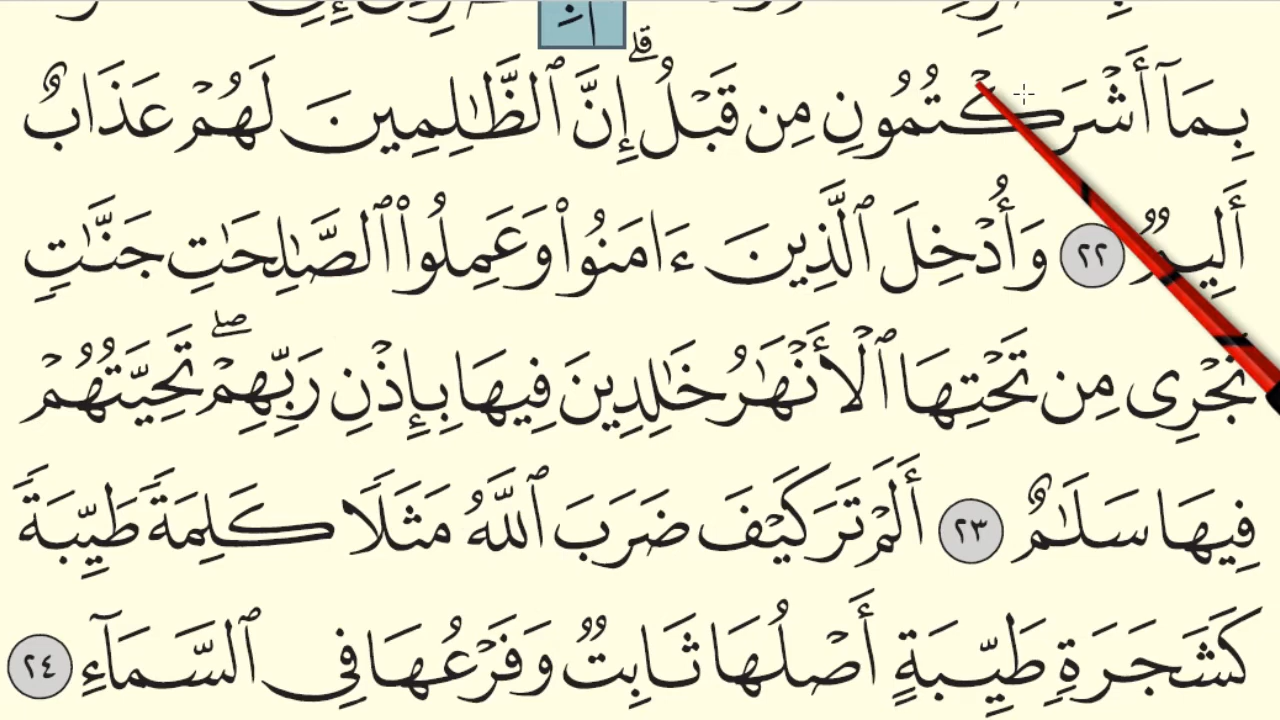 بِمَآ أَشْرَكْتُمُونِ مِن قَبْلُ ۗ إِنَّ ٱلظَّٰلِمِينَ لَهُمْ عَذَابٌ
أَلِيمٌ ٢٢ وَأُدْخِلَ ٱلَّذِينَ ءَامَنُوا۟ وَعَمِلُوا۟ ٱلصَّٰلِحَٰتِ جَنَّٰتٍ
تَجْرِى مِن تَحْتِهَا ٱلْأَنْهَٰرُ خَٰلِدِينَ فِيهَا بِإِذْنِ رَبِّهِمْ ۖ تَحِيَّتُهُمْ
فِيهَا سَلَٰمٌ ٢٣ أَلَمْ تَرَ كَيْفَ ضَرَبَ ٱللَّهُ مَثَلًا كَلِمَةً طَيِّبَةً
كَشَجَرَةٍ طَيِّبَةٍ أَصْلُهَا ثَابِتٌ وَفَرْعُهَا فِى ٱلسَّمَآءِ ٢٤